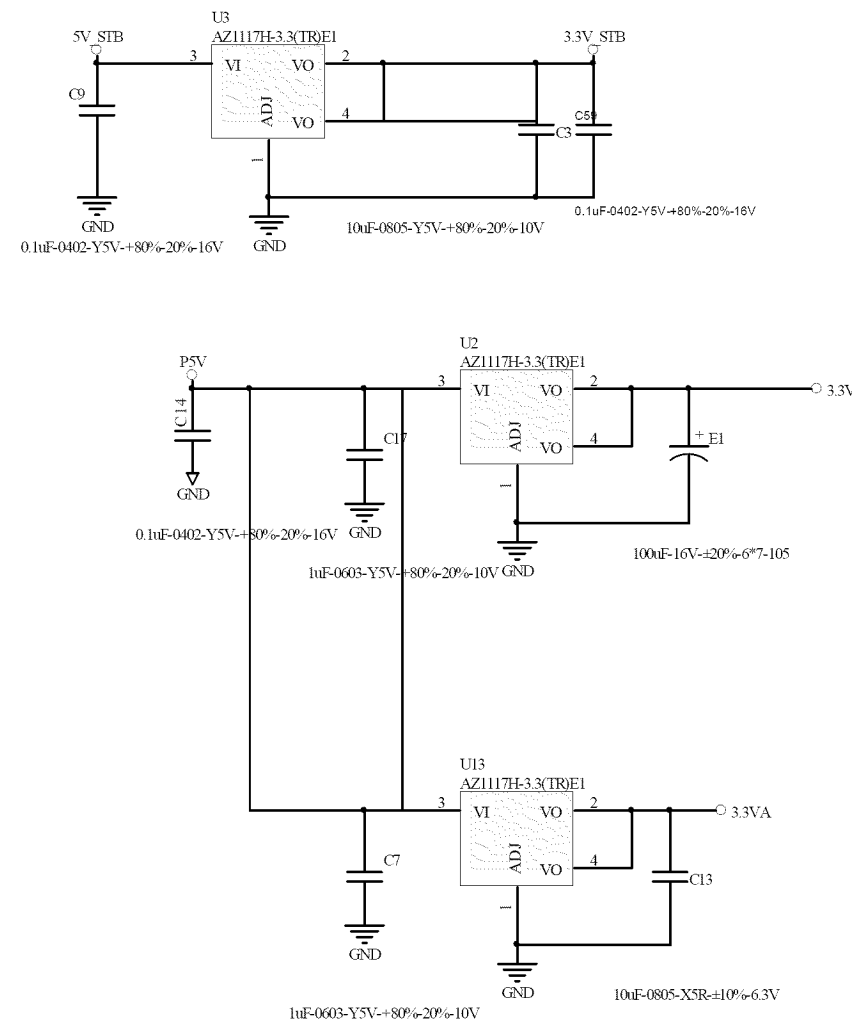 U3
AZ1117H-3.3(TR)E1
5V_STB
3.3V_STB
3
VI
VO
2
C9
ADJ
VO
4
C3
C59
1
GND
GND
0.1uF-0402-Y5V-+80%-20%-16V
10uF-0805-Y5V-+80%-20%-10V
0.1uF-0402-Y5V-+80%-20%-16V
U2
AZ1117H-3.3(TR)E1
P5V
3
VI
VO
2
3.3V
C14
C17
ADJ
VO
4
+
E1
1
GND
GND
GND
0.1uF-0402-Y5V-+80%-20%-16V
1uF-0603-Y5V-+80%-20%-10V
100uF-16V-±20%-6*7-105
U13
AZ1117H-3.3(TR)E1
3
VI
VO
2
3.3VA
C7
ADJ
VO
4
C13
1
GND
GND
1uF-0603-Y5V-+80%-20%-10V
10uF-0805-X5R-±10%-6.3V